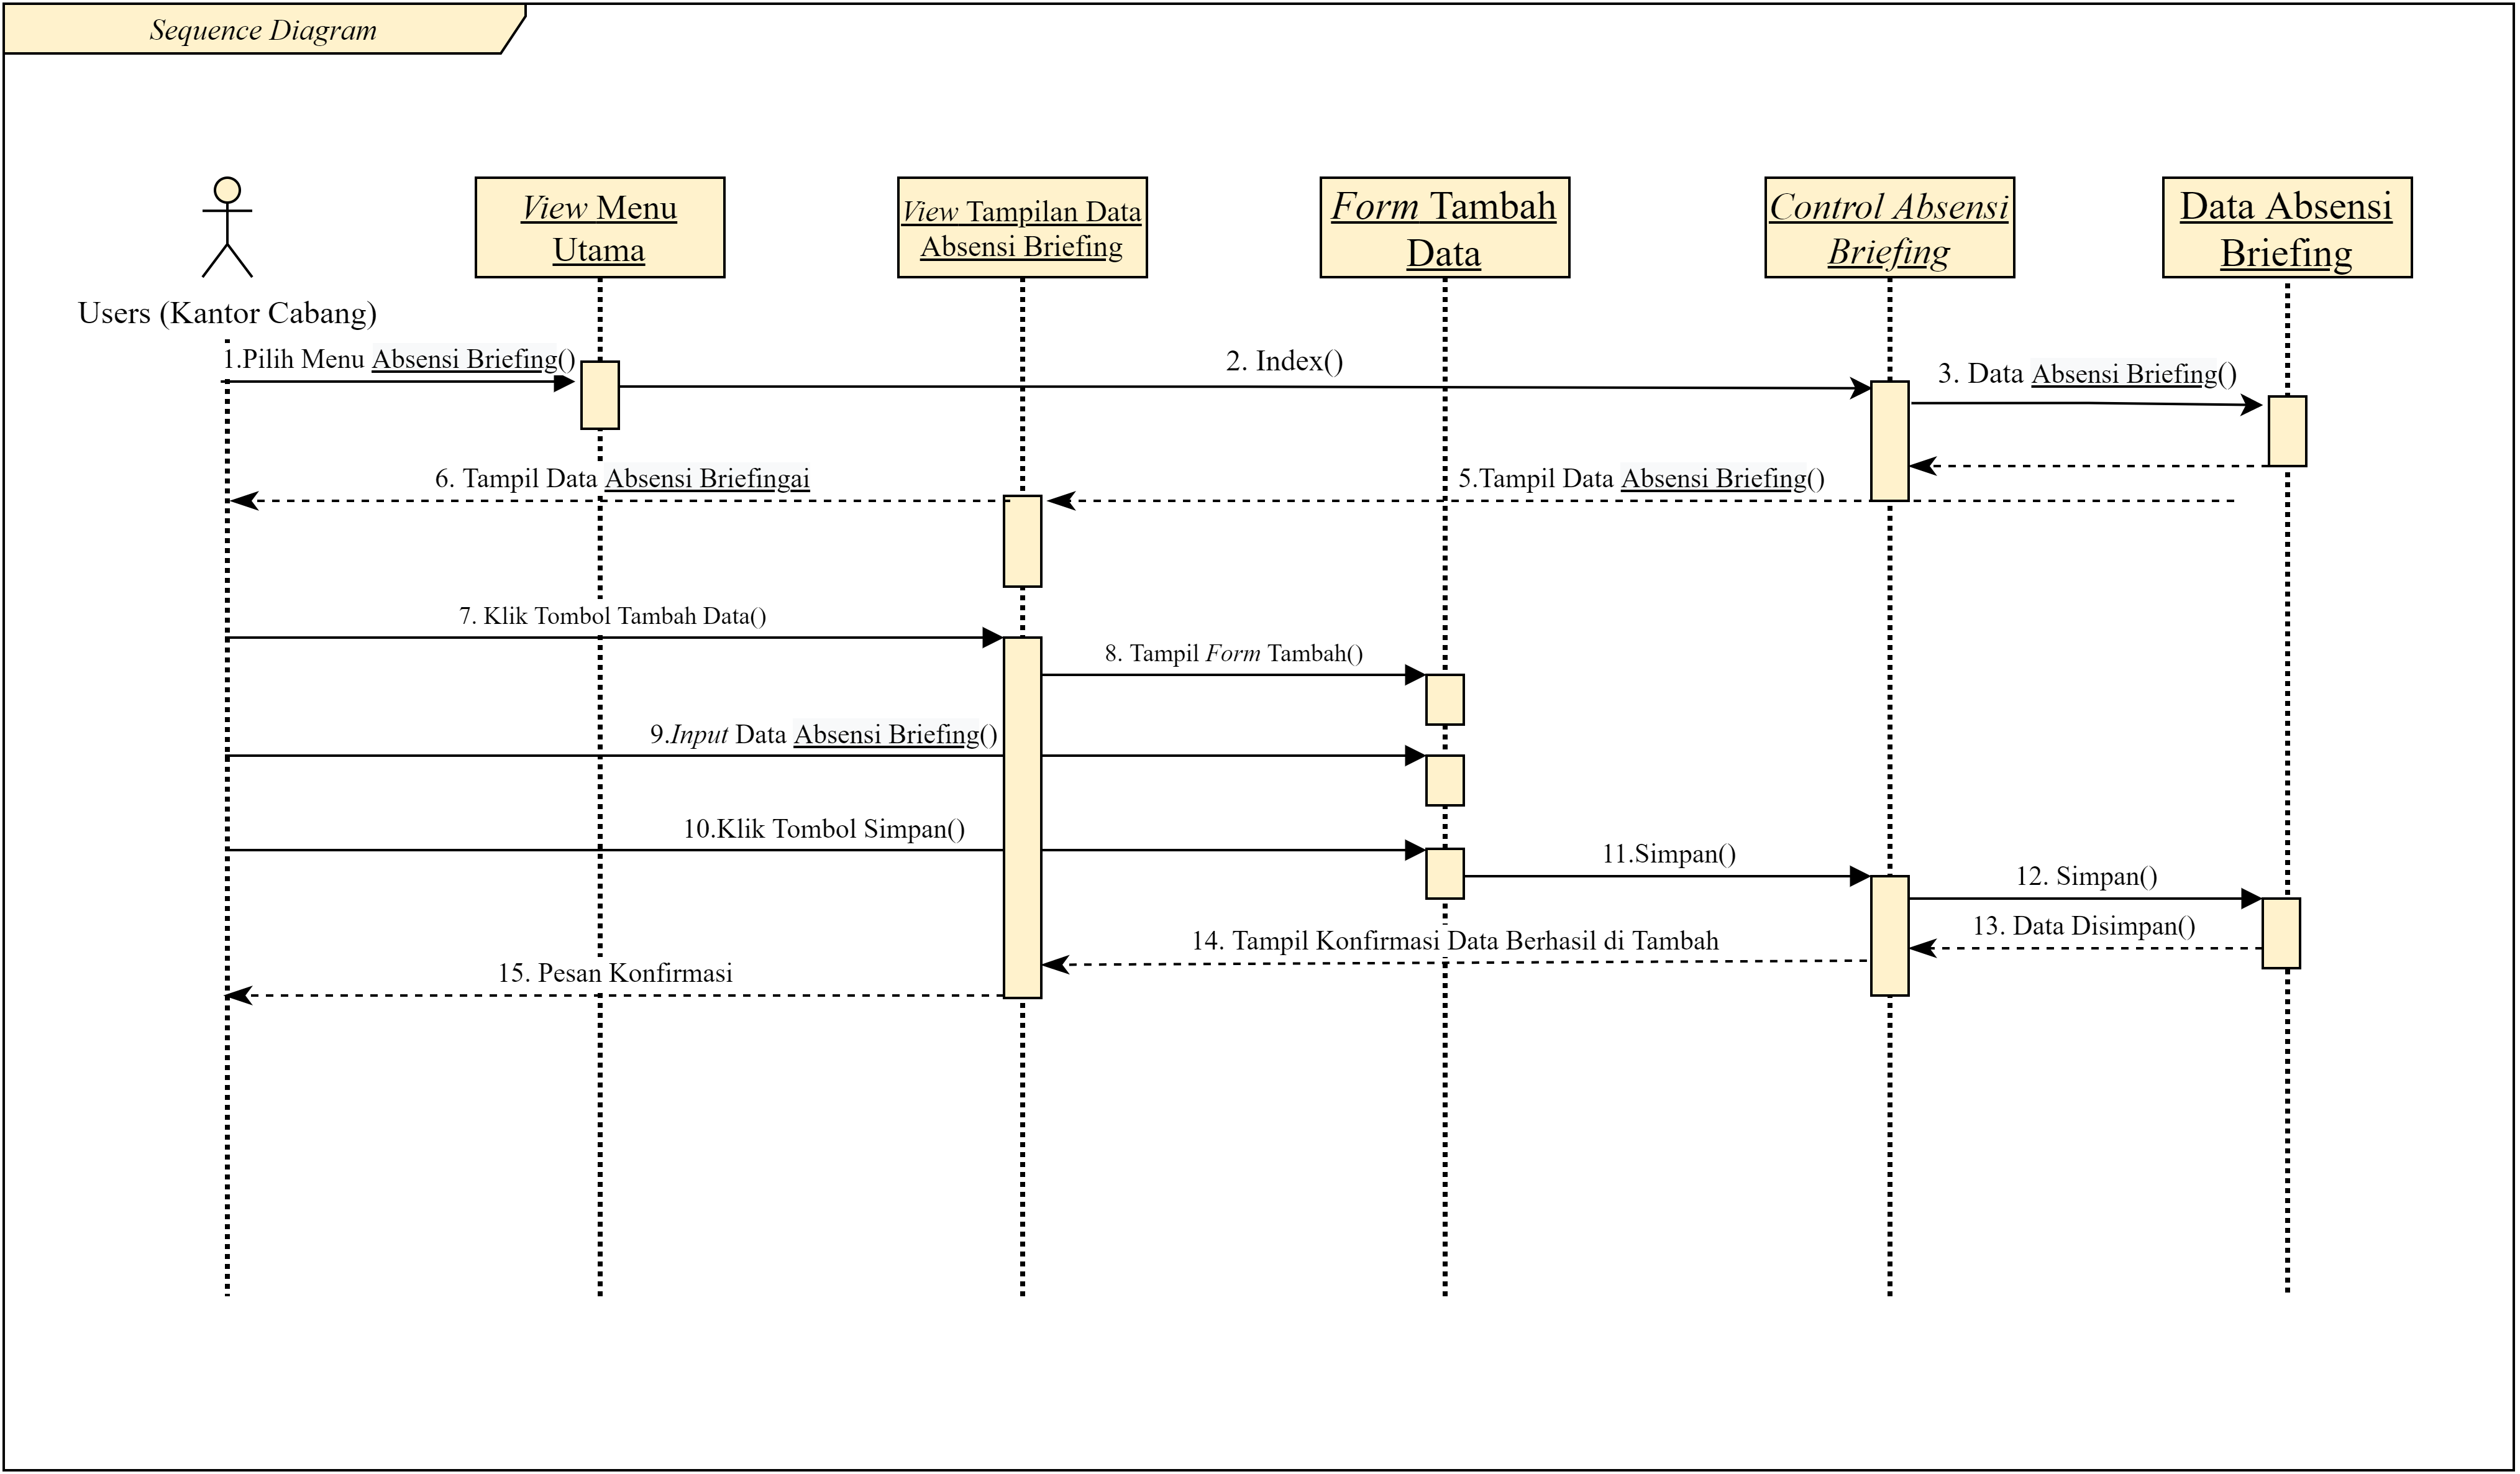 Sequence Diagram
View Menu
Utama
View Tampilan Data
Absensi Briefing
Form Tambah
Data
Control Absensi
Briefing
Data Absensi
Briefing
Users (Kantor Cabang)
1.Pilih Menu Absensi Briefing()
2. Index()
3. Data Absensi Briefing()
6. Tampil Data Absensi Briefingai
5.Tampil Data Absensi Briefing()
7. Klik Tombol Tambah Data()
8. Tampil Form Tambah()
9.Input Data Absensi Briefing()
10.Klik Tombol Simpan()
11.Simpan()
12. Simpan()
13. Data Disimpan()
14. Tampil Konfirmasi Data Berhasil di Tambah
15. Pesan Konfirmasi